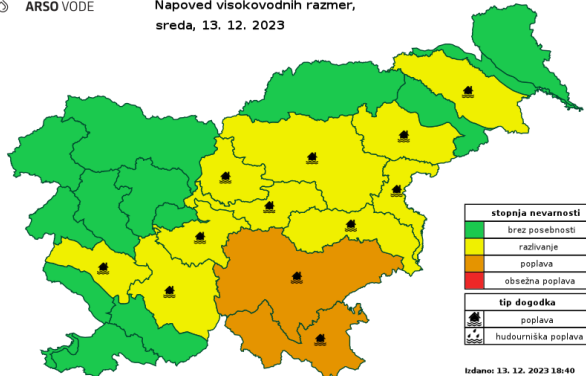 ARSO VODE
Napoved visokovodnih razmer,
sreda, 13. 12. 2023
stopnja nevarnosti
brez posebnosti
razlivanje
poplava
obsežna poplava
tip dogodka
poplava
hudourniška poplava
Izdano: 13. 12. 2023 18:40